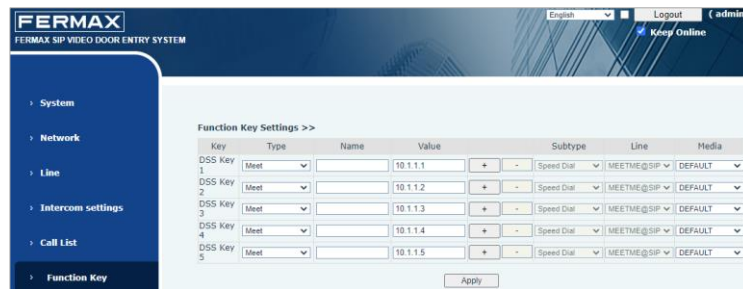 FERMAX
FERMAX SIP VIDEO DOOR ENTRY SYSTEM
English Logout ( admin
Keep Online
› System
› Network
› Line
› Intercom settings
› Call List
› Function Key
Function Key Settings >>
Key Type Name Value Subtype Line Media
DSS Key 1 Meet 10.1.1.1 + - Speed Dial MEETME@SIP DEFAULT
DSS Key 2 Meet 10.1.1.2 + - Speed Dial MEETME@SIP DEFAULT
DSS Key 3 Meet 10.1.1.3 + - Speed Dial MEETME@SIP DEFAULT
DSS Key 4 Meet 10.1.1.4 + - Speed Dial MEETME@SIP DEFAULT
DSS Key 5 Meet 10.1.1.5 + - Speed Dial MEETME@SIP DEFAULT
Apply